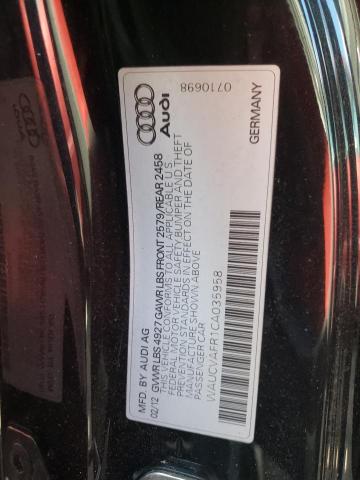 MFD. BY AUDI AG
02/12 GVWR LBS 4927 GAWR LBS FRONT 2579/REAR 2458
THIS VEHICLE CONFORMS TO ALL APPLICABLE U.S.
FEDERAL MOTOR VEHICLE SAFETY BUMPER AND THEFT
PREVENTION STANDARDS IN EFFECT ON THE DATE OF
MANUFACTURE SHOWN ABOVE
PASSENGER CAR
WAUCVAFR1CA035958
Audi
0710698
GERMANY